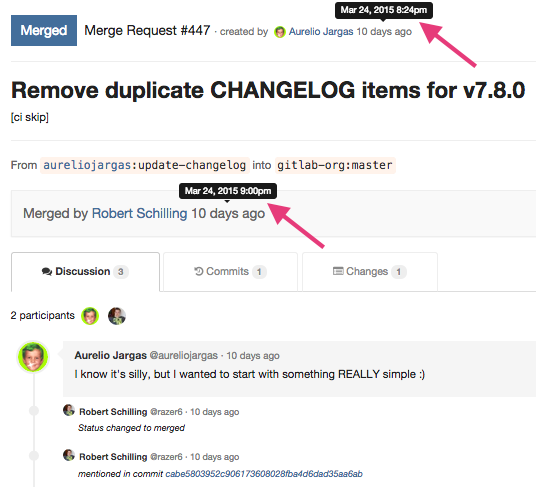 Mar 24, 2015 8:24pm
Merged Merge Request #447 · created by Aurelio Jargas 10 days ago
Remove duplicate CHANGELOG items for v7.8.0
[ci skip]
From aureliojargas:update-changelog into gitlab-org:master
Mar 24, 2015 9:00pm
Merged by Robert Schilling 10 days ago
Discussion 3 Commits 1 Changes 1
2 participants
Aurelio Jargas @aureliojargas · 10 days ago
I know it's silly, but I wanted to start with something REALLY simple :)
Robert Schilling @razer6 · 10 days ago
Status changed to merged
Robert Schilling @razer6 · 10 days ago
mentioned in commit cabe5803952c906173608028fba4d6dad35aa6ab